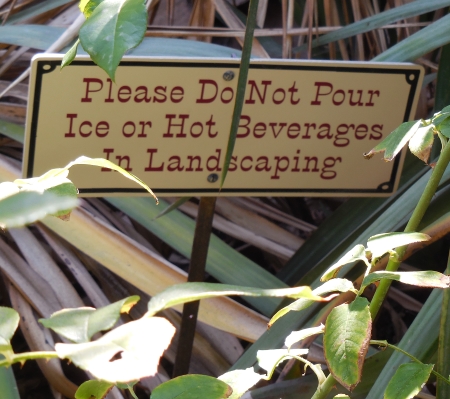 Please Do Not Pour
Ice or Hot Beverages
In Landscaping